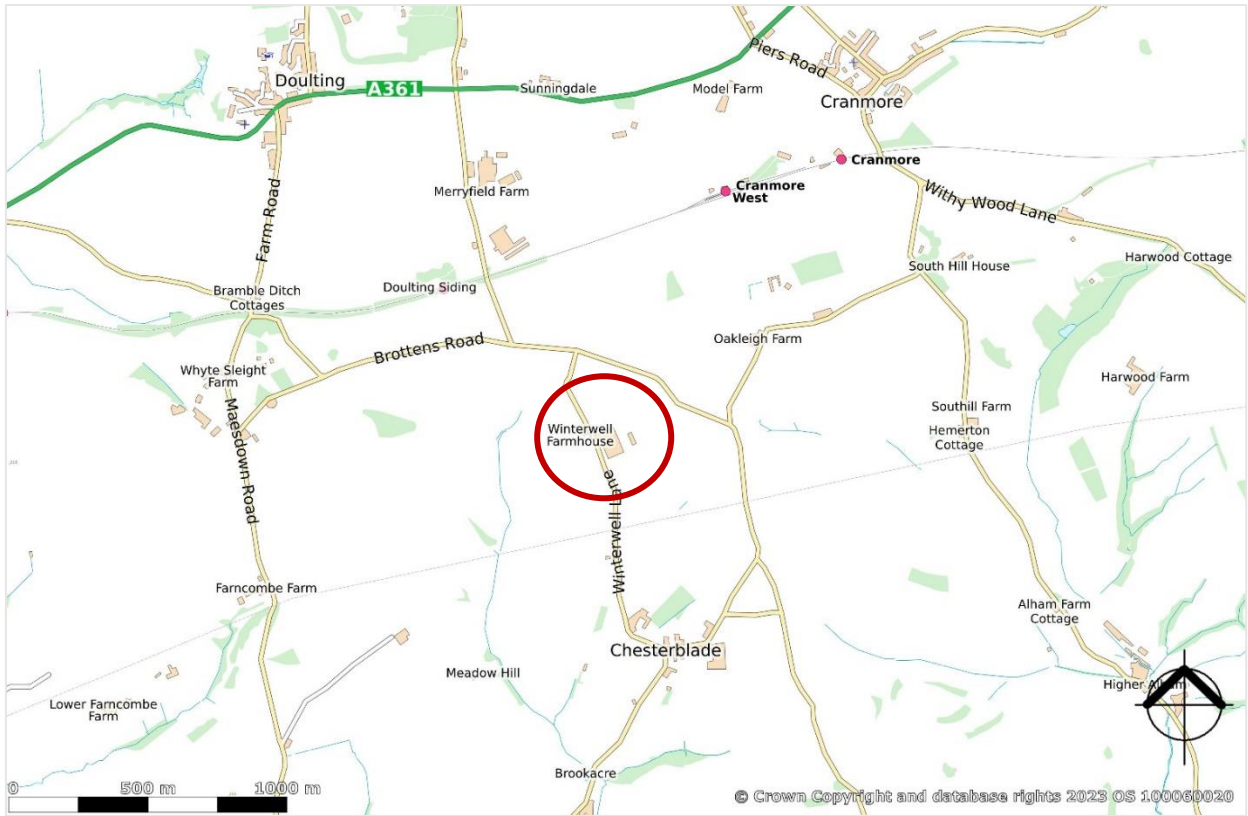 Piers Road
Doulting
A361
Sunningdale
Model Farm
Cranmore
Cranmore
Merryfield Farm
Cranmore
West
Withy Wood Lane
Farm Road
Harwood Cottage
South Hill House
Bramble Ditch
Cottages
Doulting Siding
Brottens Road
Oakleigh Farm
Whyte Sleight
Farm
Harwood Farm
Maesdown Road
Southill Farm
Hemerton
Cottage
Winterwell
Farmhouse
Winterwell Lane
Farncombe Farm
Alham Farm
Cottage
Chesterblade
Meadow Hill
Higher Alham
Lower Farncombe
Farm
Brookacre
0 500 m 1000 m
© Crown Copyright and database rights 2023 OS 100060020